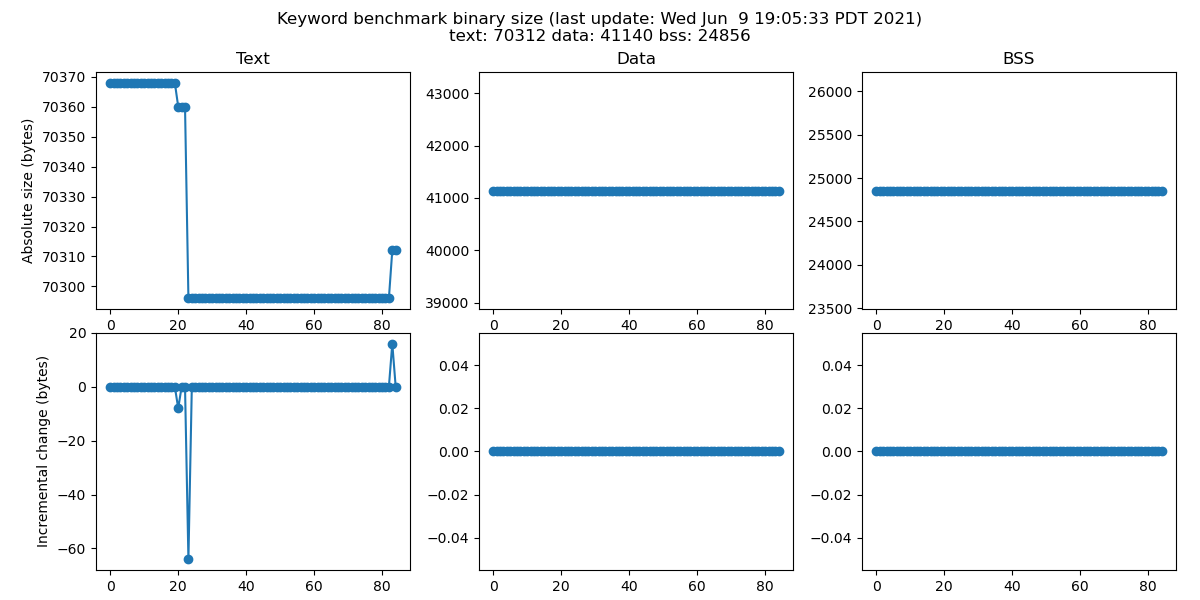 Keyword benchmark binary size (last update: Wed Jun  9 19:05:33 PDT 2021)
text: 70312 data: 41140 bss: 24856
Text
Data
BSS
Absolute size (bytes)
70370
70360
70350
70340
70330
70320
70310
70300
0 20 40 60 80
43000
42000
41000
40000
39000
0 20 40 60 80
26000
25500
25000
24500
24000
23500
0 20 40 60 80
Incremental change (bytes)
20
0
−20
−40
−60
0 20 40 60 80
0.04
0.02
0.00
−0.02
−0.04
0 20 40 60 80
0.04
0.02
0.00
−0.02
−0.04
0 20 40 60 80